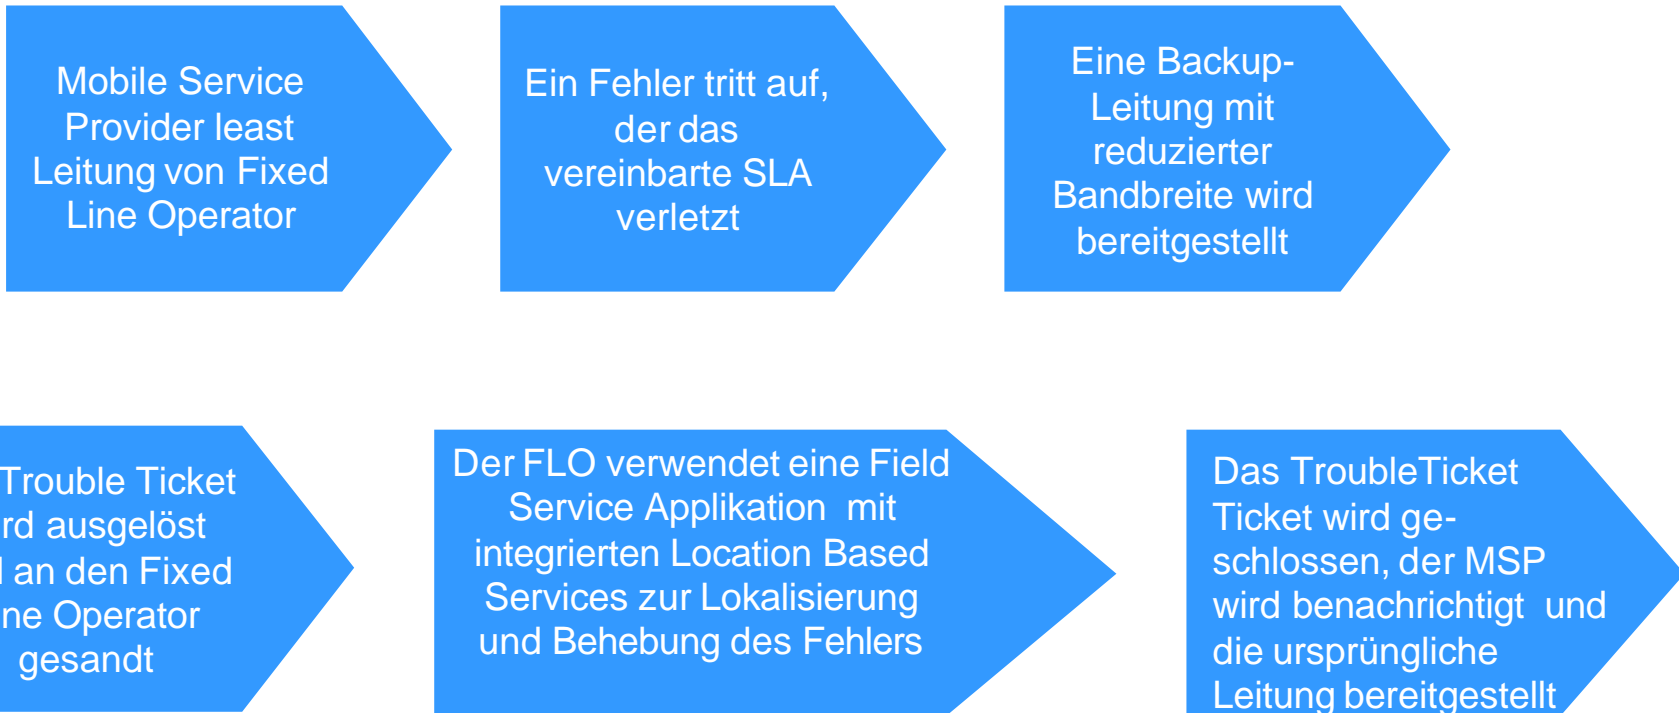 Mobile Service
Provider least
Leitung von Fixed
Line Operator
Ein Fehler tritt auf,
der das
vereinbarte SLA
verletzt
Eine Backup-
Leitung mit
reduzierter
Bandbreite wird
bereitgestellt
Trouble Ticket
ausgelöst
an den Fixed
Operator
gesandt
Der FLO verwendet eine Field
Service Applikation mit
integrierten Location Based
Services zur Lokalisierung
und Behebung des Fehlers
Das TroubleTicket
Ticket wird ge-
schlossen, der MSP
wird benachrichtigt und
die ursprüngliche
Leitung bereitgestellt